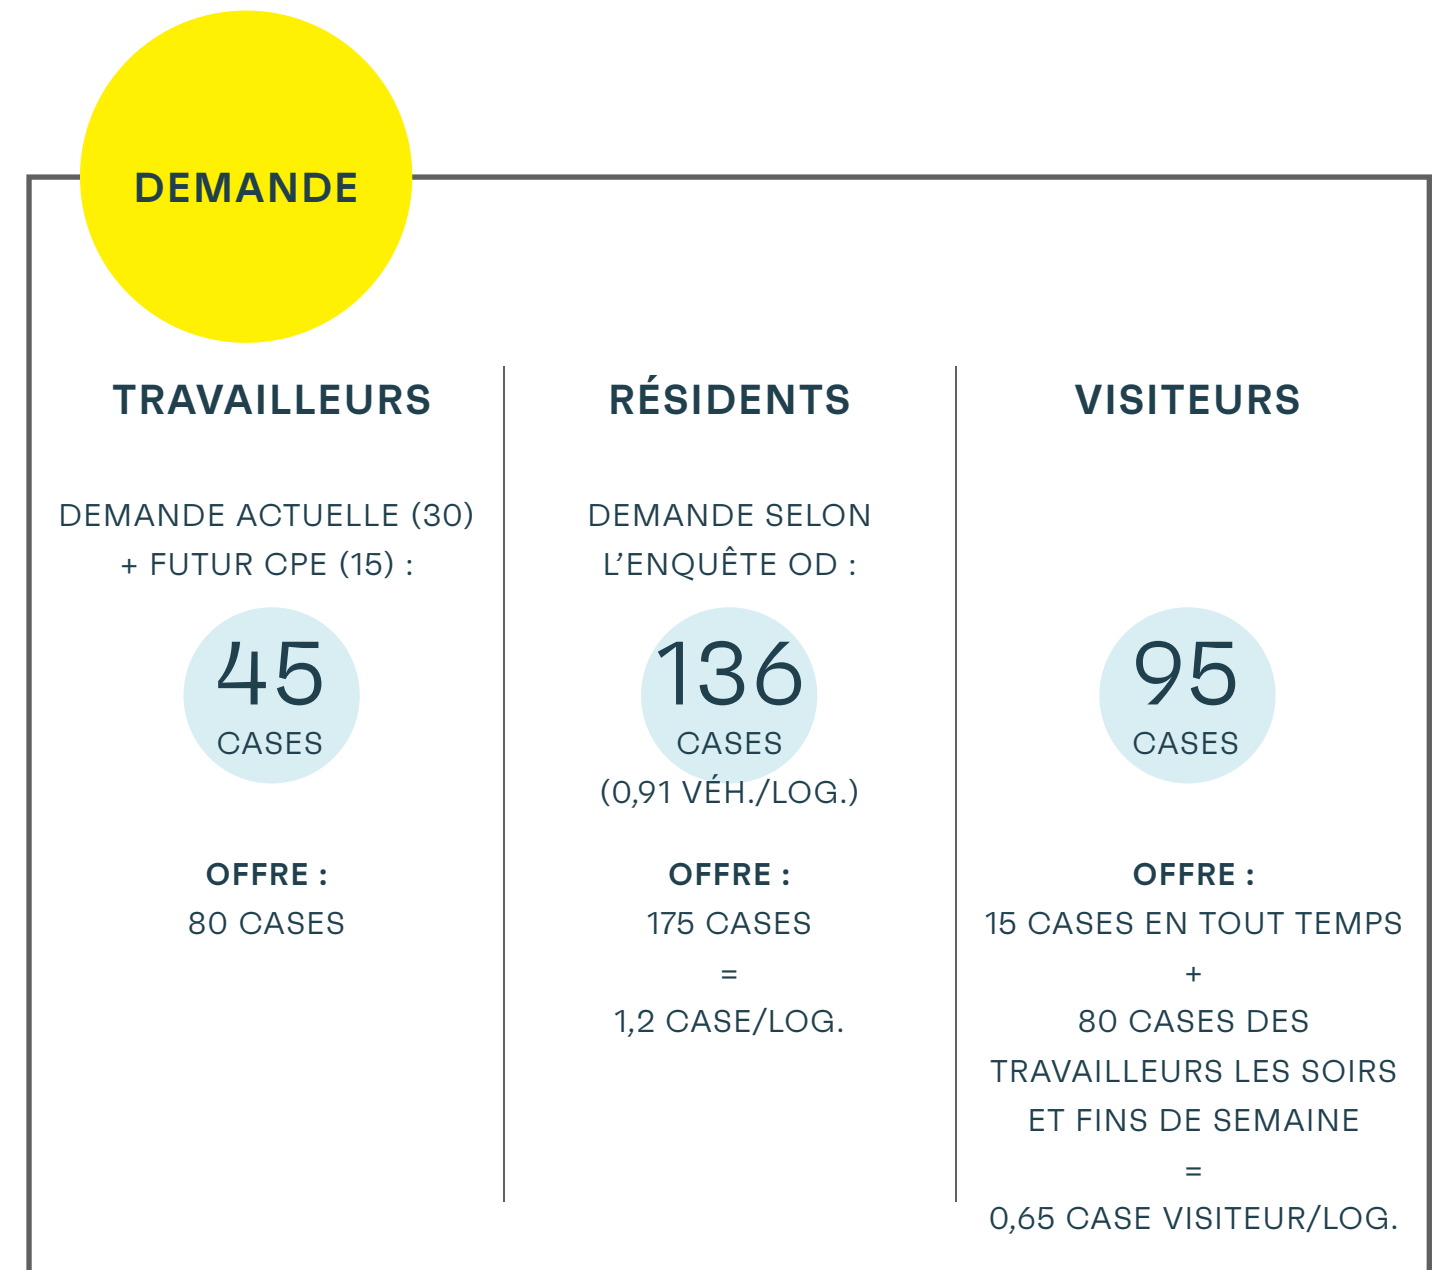 DEMANDE
TRAVAILLEURS
DEMANDE ACTUELLE (30)
+ FUTUR CPE (15) :
45
CASES
OFFRE :
80 CASES
RÉSIDENTS
DEMANDE SELON
L’ENQUÊTE OD :
136
CASES
(0,91 VÉH./LOG.)
OFFRE :
175 CASES
=
1,2 CASE/LOG.
VISITEURS
95
CASES
OFFRE :
15 CASES EN TOUT TEMPS
+
80 CASES DES
TRAVAILLEURS LES SOIRS
ET FINS DE SEMAINE
=
0,65 CASE VISITEUR/LOG.